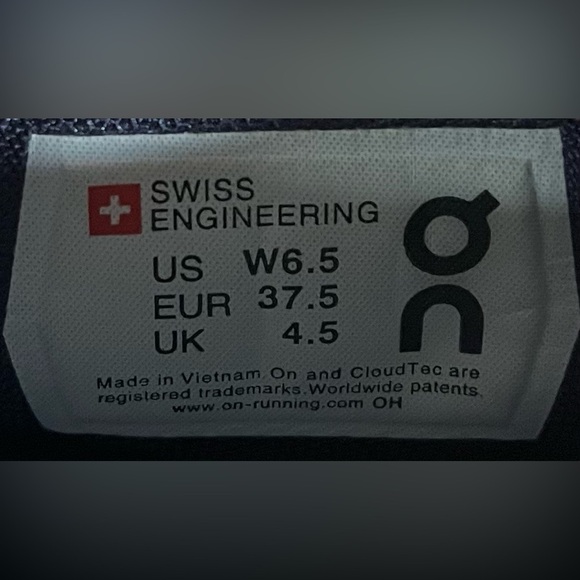 SWISS
ENGINEERING
US W6.5
EUR 37.5
UK 4.5
Made in Vietnam.On and CloudTec are
registered trademarks.Worldwide patents.
www.on-running.com OH